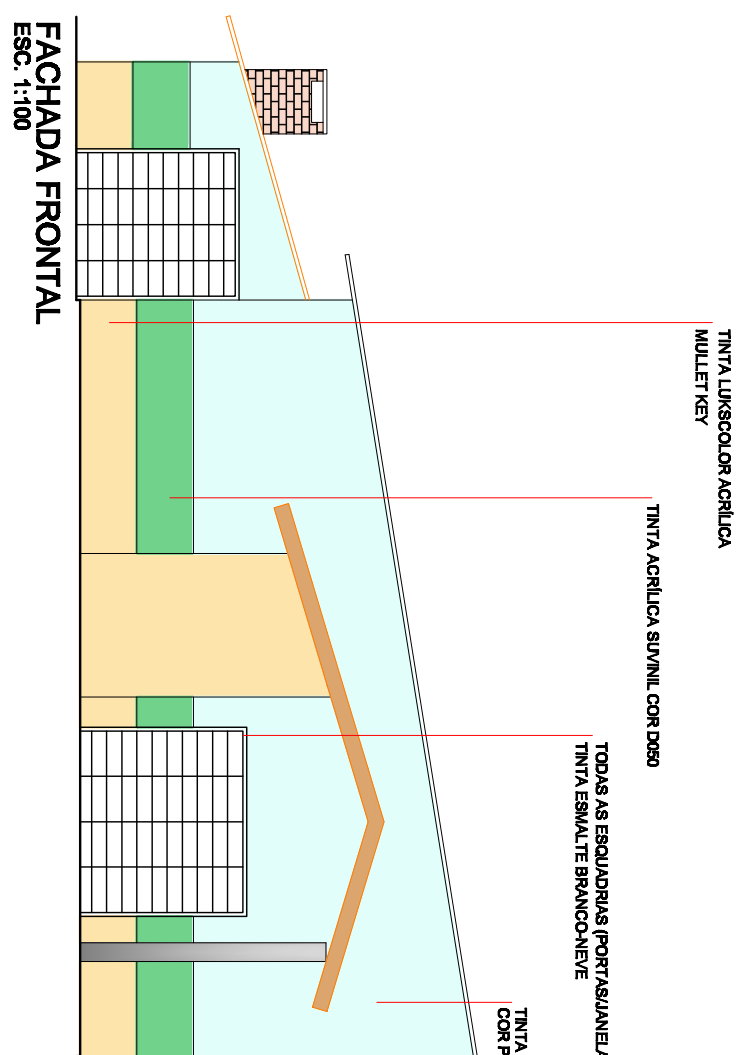 TINTA LUKSCOLOR ACRÍLICA
MULLET KEY
TINTA ACRÍLICA SUVINIL COR D050
TODAS AS ESQUADRIAS (PORTAS/JANELA
TINTA ESMALTE BRANCO-NEVE
TINTA
COR P
FACHADA FRONTAL
ESC. 1:100